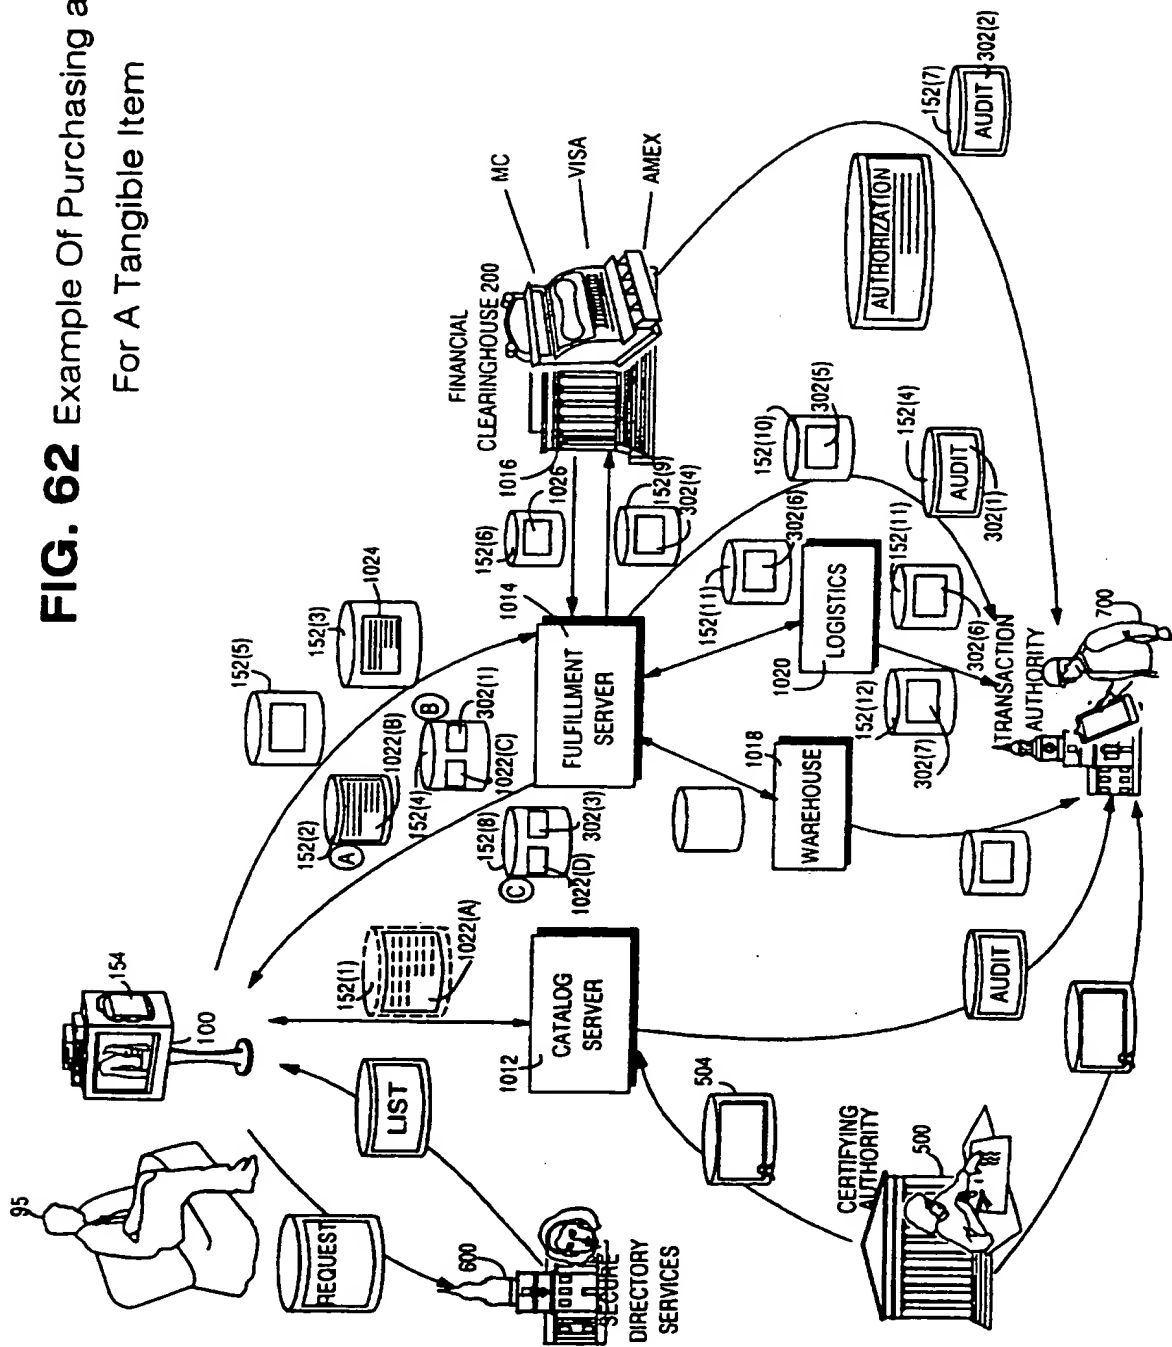 FIG. 62 Example Of Purchasing a
For A Tangible Item
95
REQUEST
600
SECURE
DIRECTORY
SERVICES
LIST
154
100
152(1)
1022(A)
1012
CATALOG
SERVER
504
CERTIFYING
AUTHORITY
500
AUDIT
152(5)
152(3)
1024
152(2)
A
1022(B)
152(4)
B
302(1)
1022(C)
152(8)
C
302(3)
1022(D)
1014
FULFILLMENT
SERVER
152(6)
1026
1016
FINANCIAL
CLEARINGHOUSE 200
MC
VISA
AMEX
152(9)
302(4)
152(10)
302(5)
152(11)
302(6)
1018
WAREHOUSE
1020
LOGISTICS
152(11)
302(6)
152(12)
302(7)
152(4)
AUDIT
302(1)
AUTHORIZATION
152(7)
AUDIT
302(2)
TRANSACTION
AUTHORITY
700